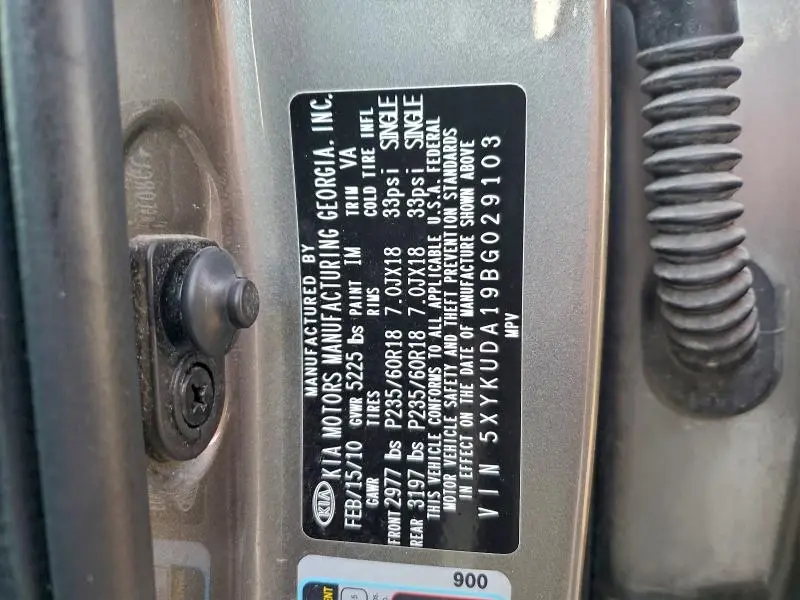 MANUFACTURED BY
KIA KIA MOTORS MANUFACTURING GEORGIA, INC.
FEB/15/10 GVWR 5225 lbs PAINT IM TRIM VA
GAWR TIRES RIMS COLD TIRE INFL
FRONT 2977 lbs P235/60R18 7.0JX18 33psi SINGLE
REAR 3197 lbs P235/60R18 7.0JX18 33psi SINGLE
THIS VEHICLE CONFORMS TO ALL APPLICABLE U.S.A. FEDERAL
MOTOR VEHICLE SAFETY AND THEFT PREVENTION STANDARDS
IN EFFECT ON THE DATE OF MANUFACTURE SHOWN ABOVE
VIN 5XYKUDA19BG029103
MPV
900